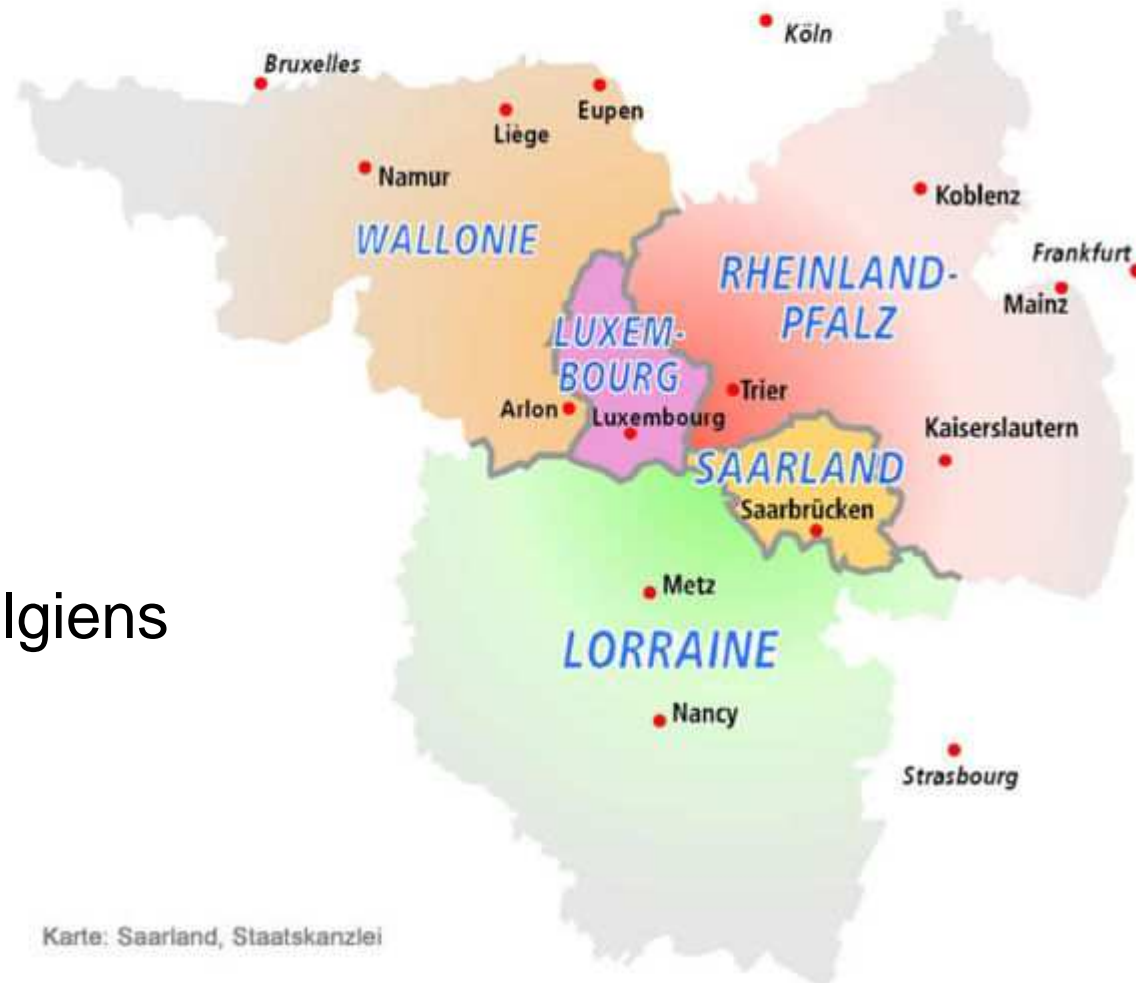 Köln
Bruxelles
Eupen
Liège
Namur
Koblenz
WALLONIE
Frankfurt
RHEINLAND-
PFALZ
Mainz
LUXEM-
BOURG
Trier
Arlon
Luxembourg
Kaiserslautern
SAARLAND
Saarbrücken
Metz
lgiens
LORRAINE
Nancy
Strasbourg
Karte: Saarland, Staatskanzlei